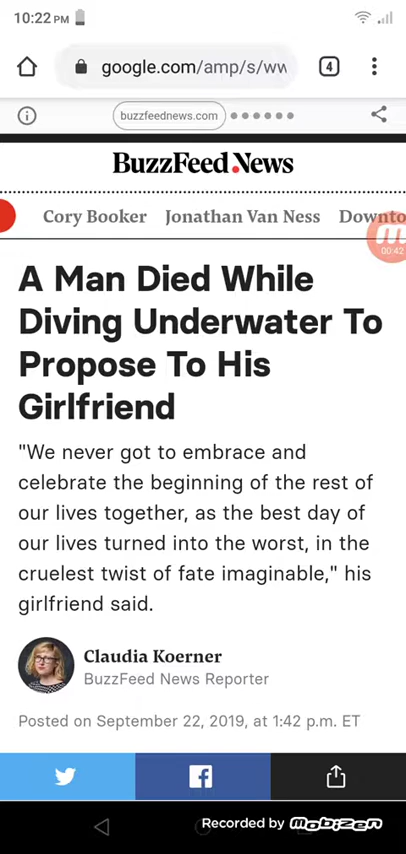 10:22 PM
google.com/amp/s/ww
4
buzzfeednews.com
BuzzFeed News
Cory Booker Jonathan Van Ness Downto
00:42
A Man Died While
Diving Underwater To
Propose To His
Girlfriend
"We never got to embrace and
celebrate the beginning of the rest of
our lives together, as the best day of
our lives turned into the worst, in the
cruelest twist of fate imaginable," his
girlfriend said.
Claudia Koerner
BuzzFeed News Reporter
Posted on September 22, 2019, at 1:42 p.m. ET
Recorded by Mobizen